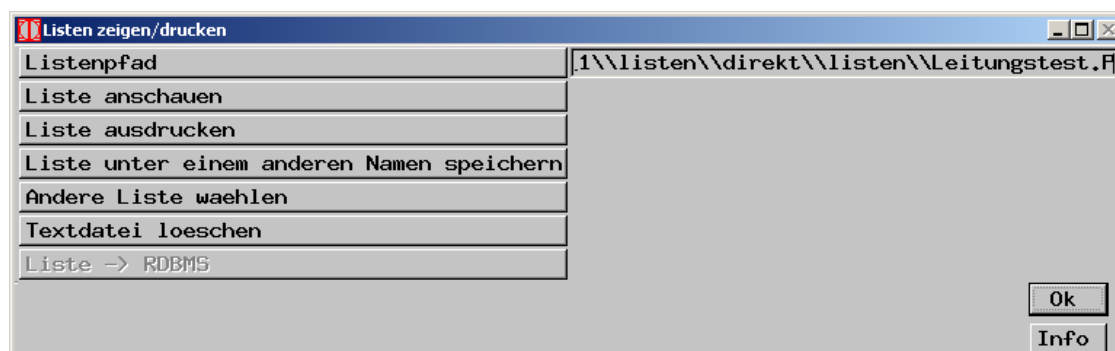 Listen zeigen/drucken
Listenpfad .1\\listen\\direkt\\listen\\Leitungstest.P
Liste anschauen
Liste ausdrucken
Liste unter einem anderen Namen speichern
Andere Liste waehlen
Textdatei loeschen
Liste -> RDBMS
Ok
Info